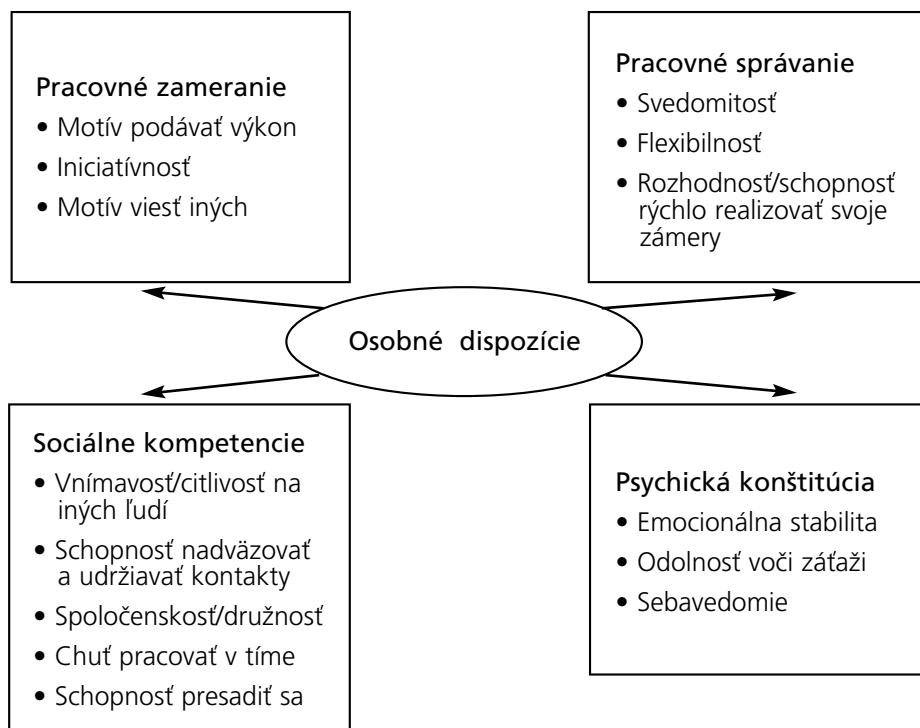 Pracovné zameranie
• Motív podávať výkon
• Iniciatívnosť
• Motív viesť iných
Pracovné správanie
• Svedomitosť
• Flexibilnosť
• Rozhodnosť/schopnosť
rýchlo realizovať svoje
zámery
Osobné dispozície
Sociálne kompetencie
• Vnímavosť/citlivosť na
iných ľudí
• Schopnosť nadväzovať
a udržiavať kontakty
• Spoločenskosť/družnosť
• Chuť pracovať v tíme
• Schopnosť presadiť sa
Psychická konštitúcia
• Emocionálna stabilita
• Odolnosť voči záťaži
• Sebavedomie